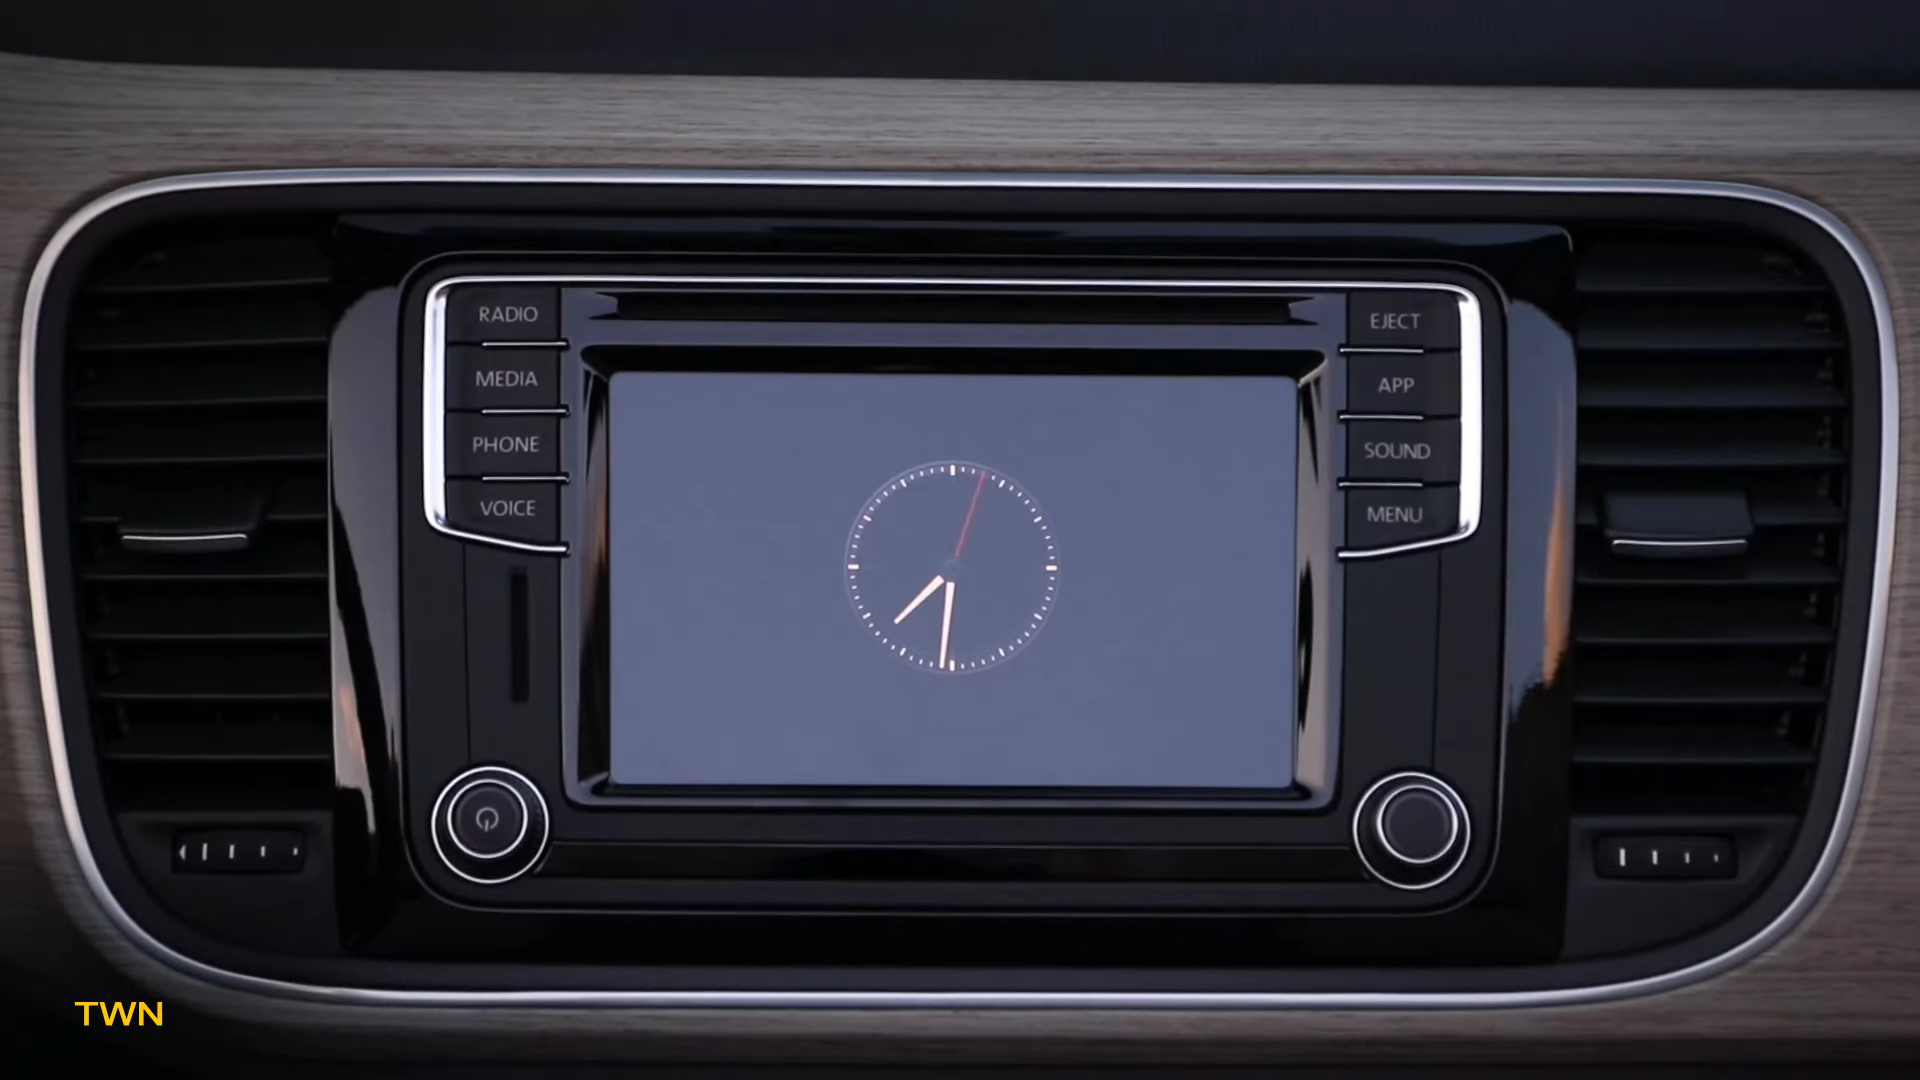 RADIO
MEDIA
PHONE
VOICE
EJECT
APP
SOUND
MENU
TWN